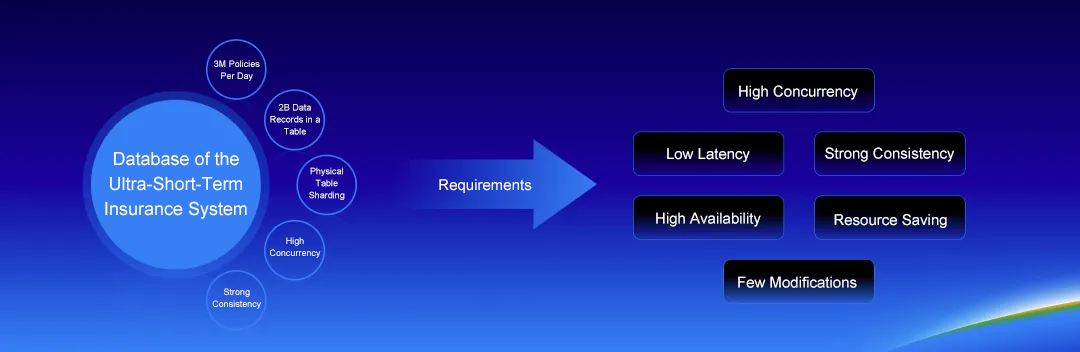 3M Policies
Per Day
2B Data
Records in a
Table
Database of the
Ultra-Short-Term
Insurance System
Physical
Table
Sharding
High
Concurrency
Strong
Consistency
Requirements
High Concurrency
Low Latency
Strong Consistency
High Availability
Resource Saving
Few Modifications